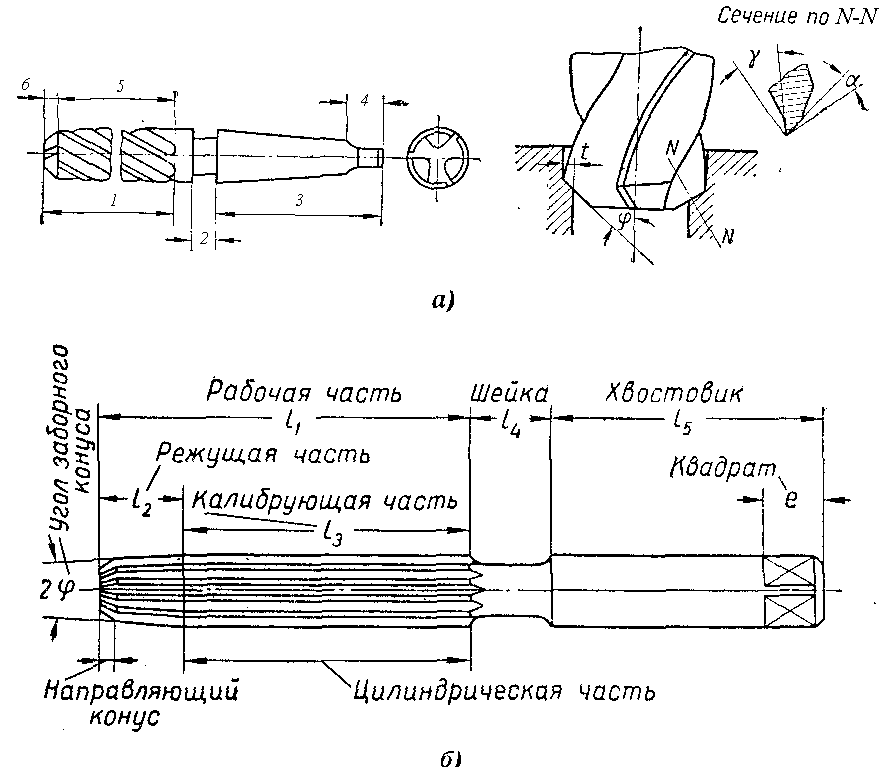 Сечение по N-N
γ
α
6
5
4
t
N
1
2
3
φ
N
а)
Угол заборного
конуса
Рабочая часть
l₁
Шейка
l₄
Хвостовик
l₅
Режущая часть
l₂
Калибрующая часть
l₃
Квадрат
e
2φ
Направляющий
конус
Цилиндрическая часть
б)